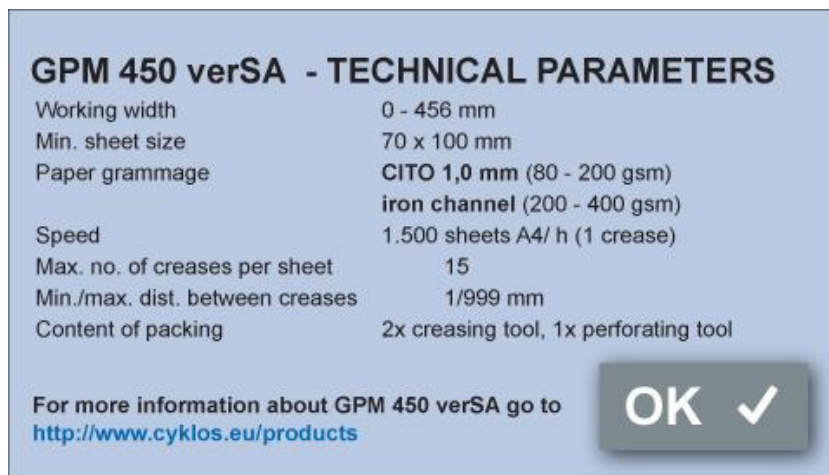 GPM 450 verSA - TECHNICAL PARAMETERS
Working width 0 - 456 mm
Min. sheet size 70 x 100 mm
Paper grammage CITO 1,0 mm (80 - 200 gsm)
iron channel (200 - 400 gsm)
Speed 1.500 sheets A4/ h (1 crease)
Max. no. of creases per sheet 15
Min./max. dist. between creases 1/999 mm
Content of packing 2x creasing tool, 1x perforating tool
For more information about GPM 450 verSA go to
http://www.cyklos.eu/products
OK ✓